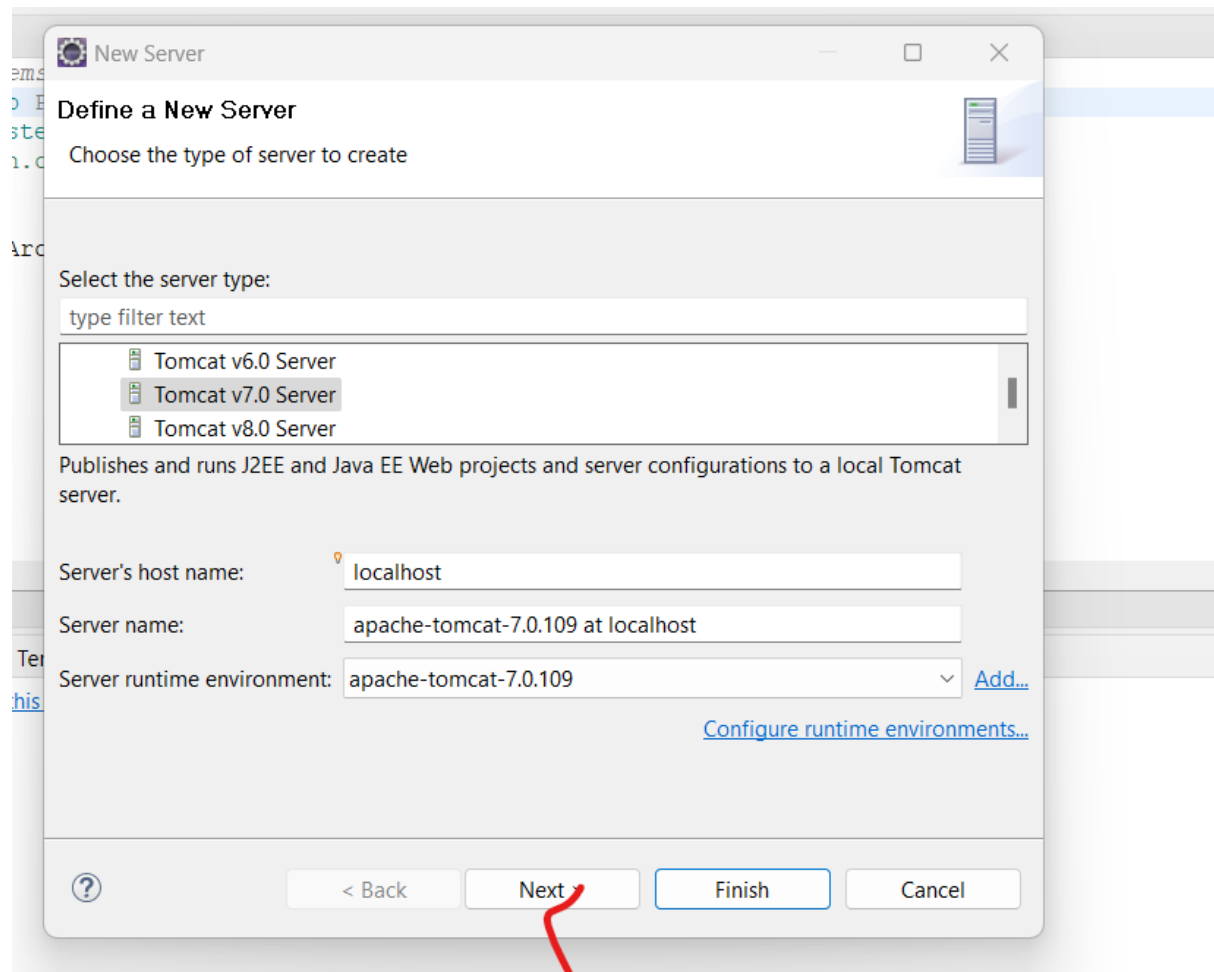 New Server
Define a New Server
Choose the type of server to create
Select the server type:
type filter text
Tomcat v6.0 Server
Tomcat v7.0 Server
Tomcat v8.0 Server
Publishes and runs J2EE and Java EE Web projects and server configurations to a local Tomcat
server.
Server's host name: localhost
Server name: apache-tomcat-7.0.109 at localhost
Server runtime environment: apache-tomcat-7.0.109 Add...
Configure runtime environments...
? < Back Next > Finish Cancel